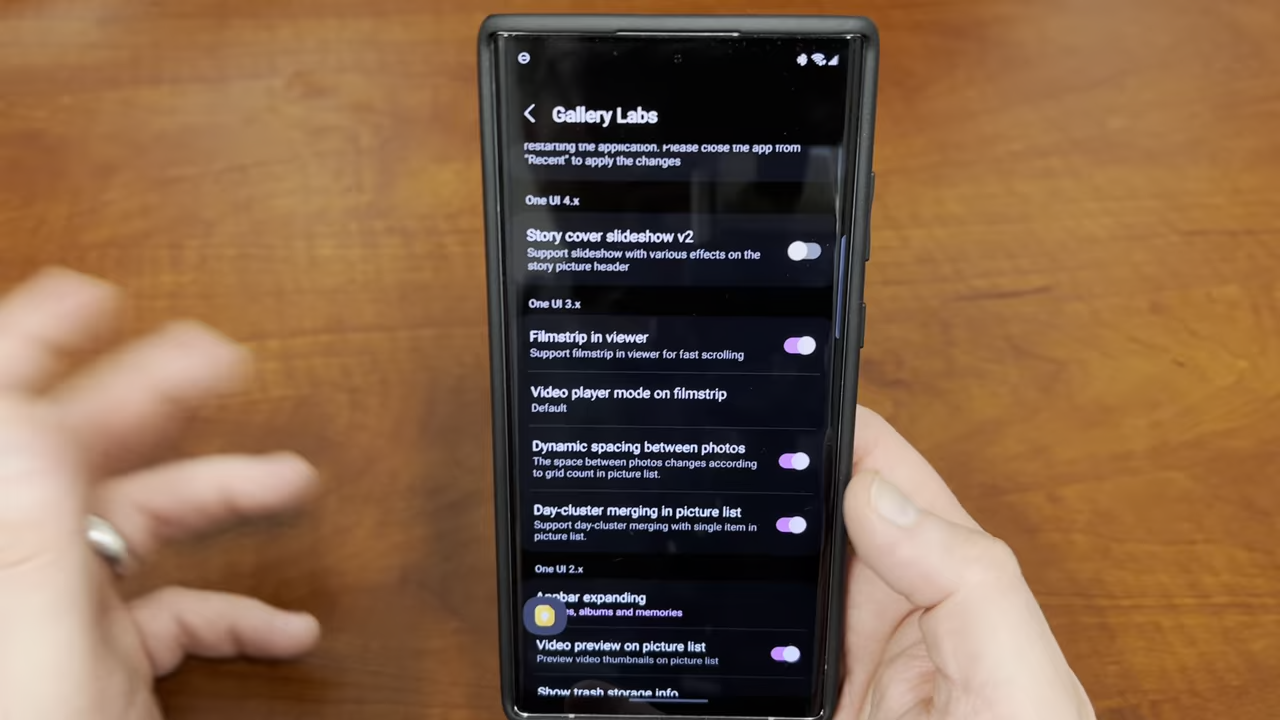 Gallery Labs
restarting the application. Please close the app from
"Recent" to apply the changes
One UI 4.x
Story cover slideshow v2
Support slideshow with various effects on the
story picture header
One UI 3.x
Filmstrip in viewer
Support filmstrip in viewer for fast scrolling
Video player mode on filmstrip
Default
Dynamic spacing between photos
The space between photos changes according
to grid count in picture list.
Day-cluster merging in picture list
Support day-cluster merging with single item in
picture list.
One UI 2.x
expanding
albums and memories
Video preview on picture list
Preview video thumbnails on picture list
Show trash storage info